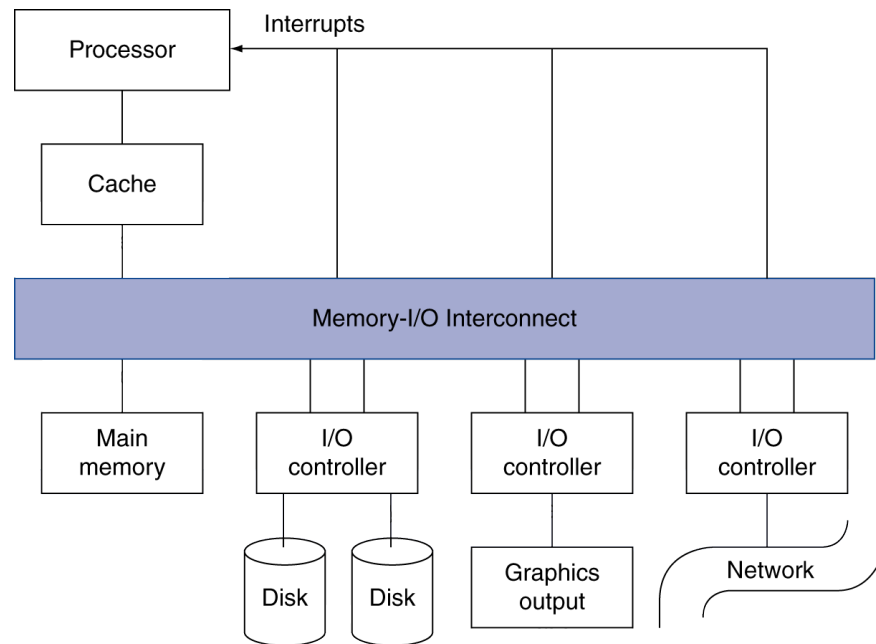 Interrupts
Processor
Cache
Memory-I/O Interconnect
Main
memory
I/O
controller
I/O
controller
I/O
controller
Disk
Disk
Graphics
output
Network